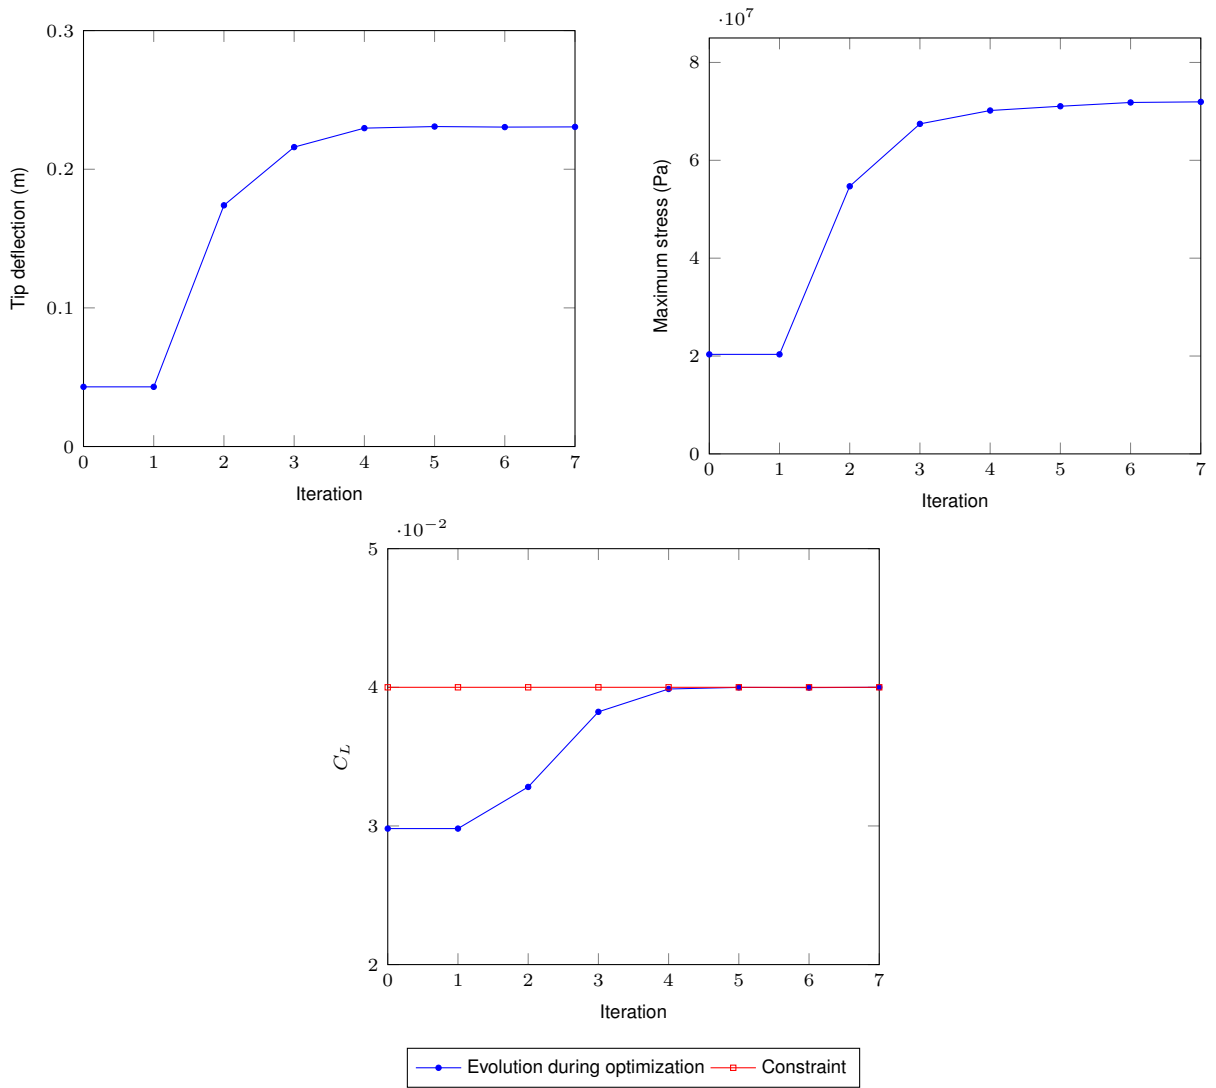 0.3
0.2
0.1
0
0 1 2 3 4 5 6 7
Tip deflection (m)
Iteration
·10⁷
8
6
4
2
0
0 1 2 3 4 5 6 7
Maximum stress (Pa)
Iteration
·10⁻²
5
4
3
2
0 1 2 3 4 5 6 7
C_L
Iteration
Evolution during optimization Constraint